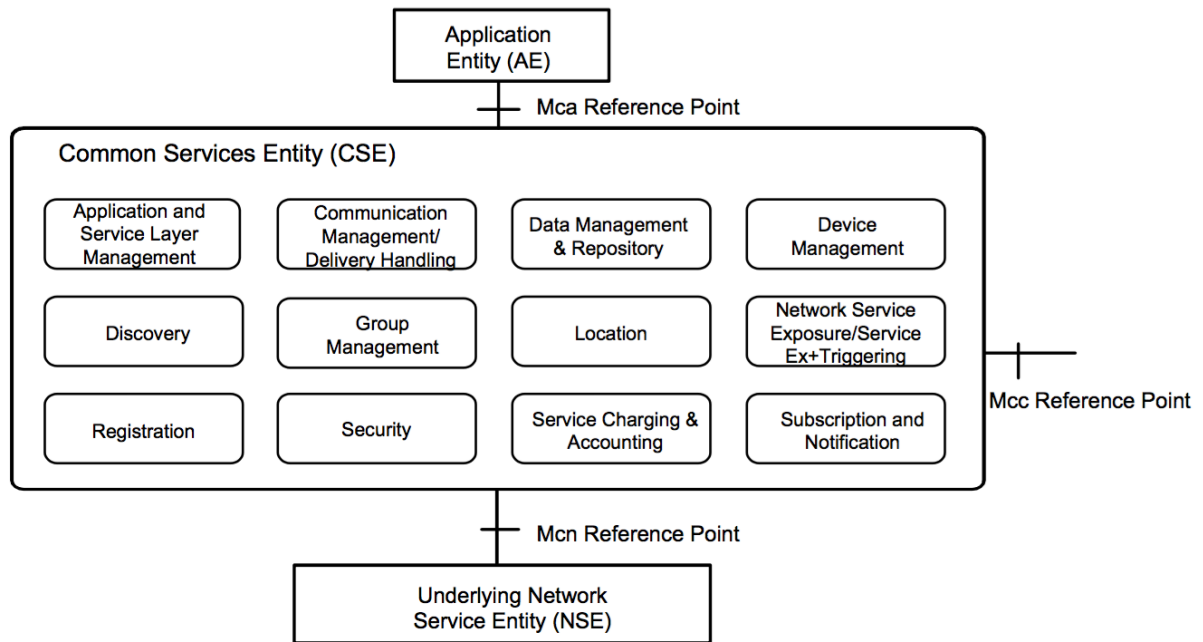 Application
Entity (AE)
Mca Reference Point
Common Services Entity (CSE)
Application and
Service Layer
Management
Communication
Management/
Delivery Handling
Data Management
& Repository
Device
Management
Discovery
Group
Management
Location
Network Service
Exposure/Service
Ex+Triggering
Mcc Reference Point
Registration
Security
Service Charging &
Accounting
Subscription and
Notification
Mcn Reference Point
Underlying Network
Service Entity (NSE)